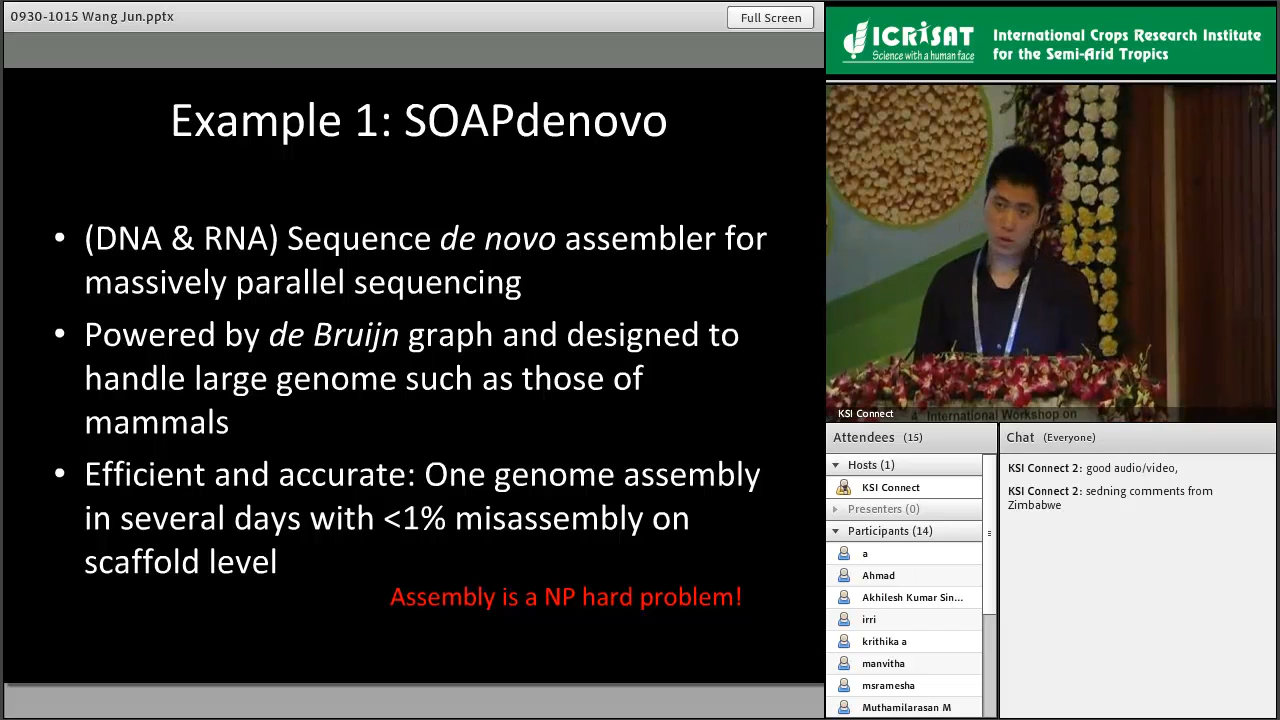 0930-1015 Wang Jun.pptx
Full Screen
Example 1: SOAPdenovo
• (DNA & RNA) Sequence de novo assembler for
massively parallel sequencing
• Powered by de Bruijn graph and designed to
handle large genome such as those of
mammals
• Efficient and accurate: One genome assembly
in several days with <1% misassembly on
scaffold level
Assembly is a NP hard problem!
ICRISAT
Science with a human face
International Crops Research Institute
for the Semi-Arid Tropics
4th International Workshop on
KSI Connect
Attendees (15)
Hosts (1)
KSI Connect
Presenters (0)
Participants (14)
a
Ahmad
Akhilesh Kumar Sin...
irri
krithika a
manvitha
msramesha
Muthamilarasan M
Chat (Everyone)
KSI Connect 2: good audio/video,
KSI Connect 2: sedning comments from
Zimbabwe